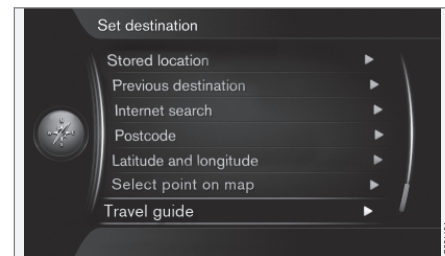 Set destination
Stored location
Previous destination
Internet search
Postcode
Latitude and longitude
Select point on map
Travel guide